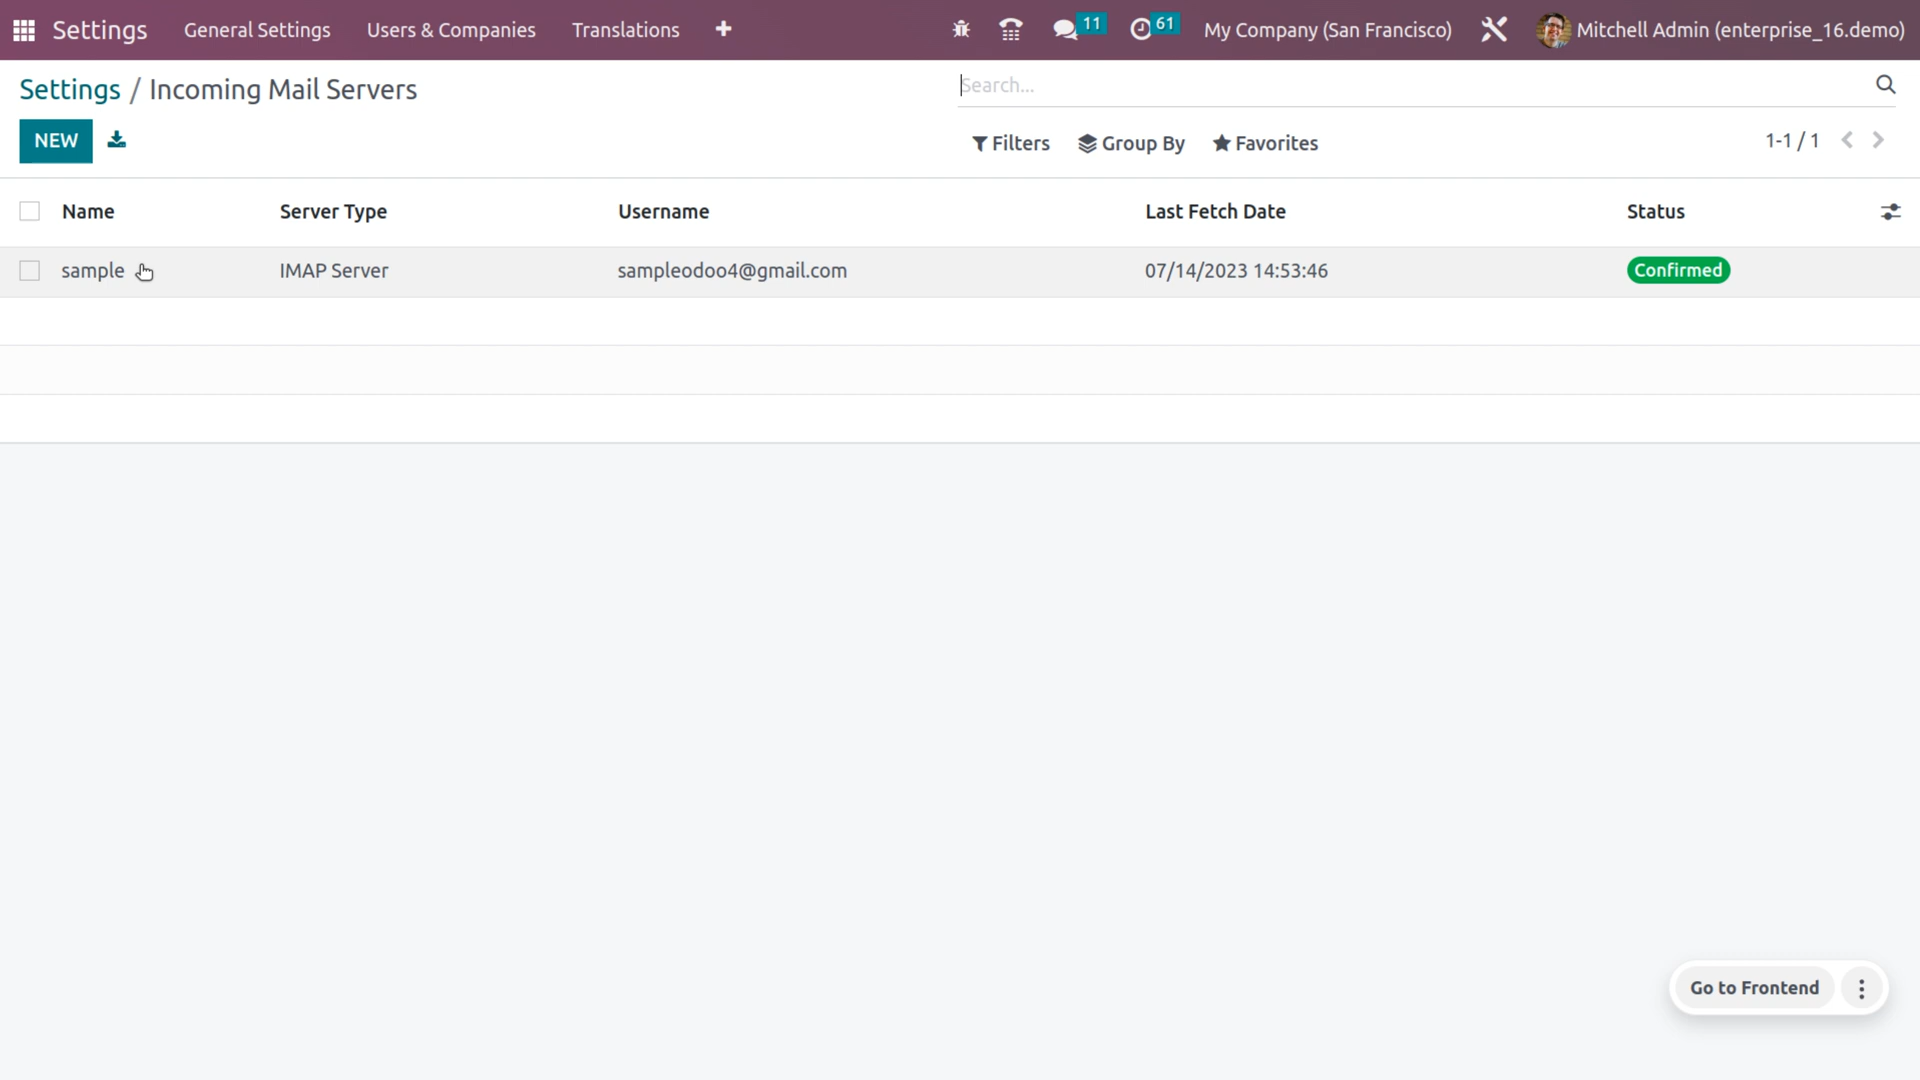 Settings General Settings Users & Companies Translations 11 61 My Company (San Francisco) Mitchell Admin (enterprise_16.demo)
Settings / Incoming Mail Servers
Search...
NEW
Filters Group By Favorites 1-1 / 1
Name Server Type Username Last Fetch Date Status
sample IMAP Server sampleodoo4@gmail.com 07/14/2023 14:53:46 Confirmed
Go to Frontend